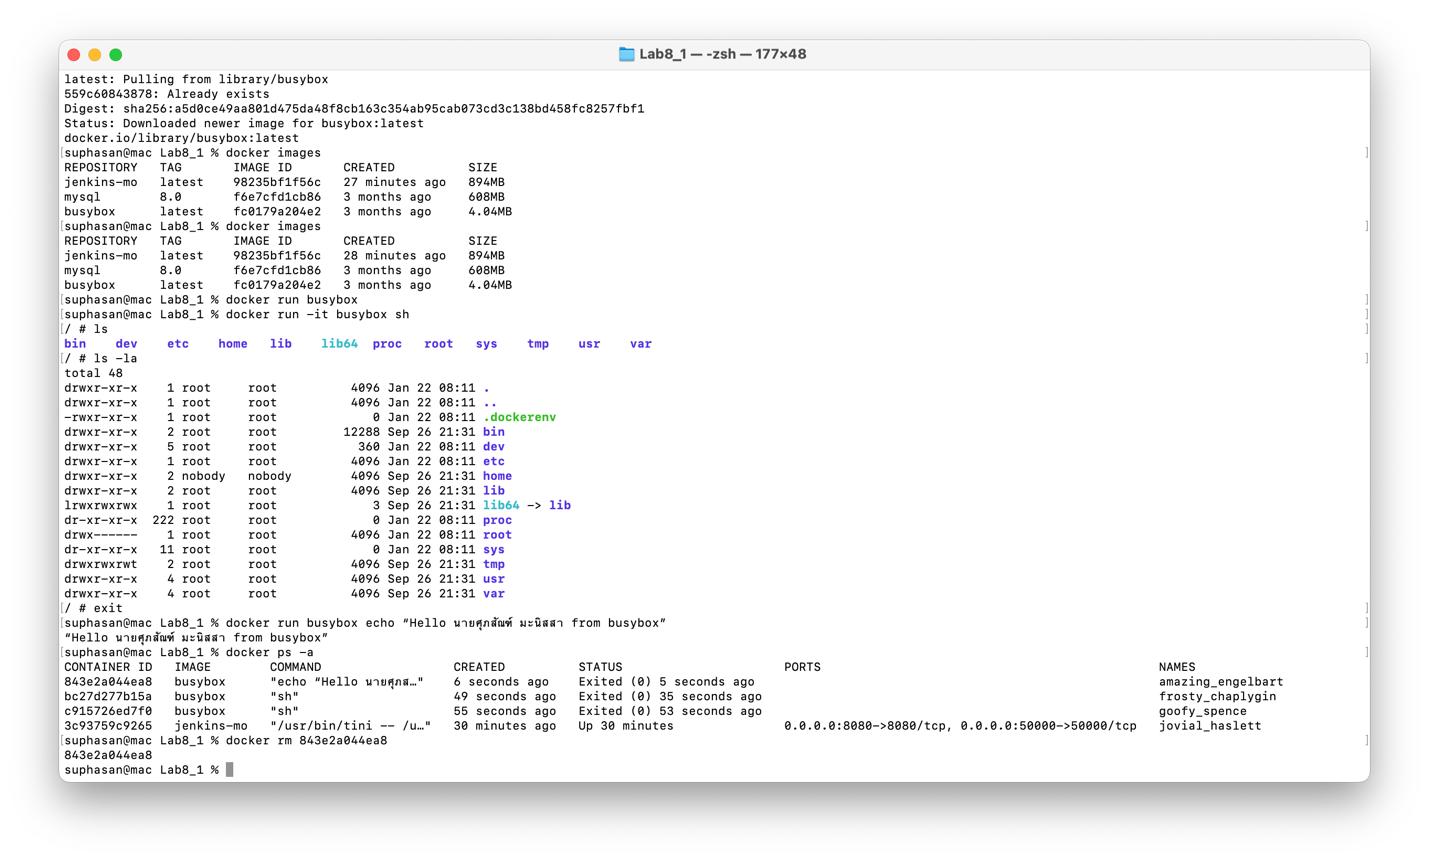 Lab8_1 — -zsh — 177×48
latest: Pulling from library/busybox
559c60843878: Already exists
Digest: sha256:a5d0ce49aa801d475da48f8cb163c354ab95cab073cd3c138bd458fc8257fbf1
Status: Downloaded newer image for busybox:latest
docker.io/library/busybox:latest
[suphasan@mac Lab8_1 % docker images ]
REPOSITORY   TAG       IMAGE ID       CREATED          SIZE
jenkins-mo   latest    98235bf1f56c   27 minutes ago   894MB
mysql        8.0       f6e7cfd1cb86   3 months ago     608MB
busybox      latest    fc0179a204e2   3 months ago     4.04MB
[suphasan@mac Lab8_1 % docker images ]
REPOSITORY   TAG       IMAGE ID       CREATED          SIZE
jenkins-mo   latest    98235bf1f56c   28 minutes ago   894MB
mysql        8.0       f6e7cfd1cb86   3 months ago     608MB
busybox      latest    fc0179a204e2   3 months ago     4.04MB
[suphasan@mac Lab8_1 % docker run busybox ]
[suphasan@mac Lab8_1 % docker run -it busybox sh ]
[/ # ls ]
bin    dev    etc    home   lib    lib64  proc   root   sys    tmp    usr    var
[/ # ls -la ]
total 48
drwxr-xr-x    1 root     root          4096 Jan 22 08:11 .
drwxr-xr-x    1 root     root          4096 Jan 22 08:11 ..
-rwxr-xr-x    1 root     root             0 Jan 22 08:11 .dockerenv
drwxr-xr-x    2 root     root         12288 Sep 26 21:31 bin
drwxr-xr-x    5 root     root           360 Jan 22 08:11 dev
drwxr-xr-x    1 root     root          4096 Jan 22 08:11 etc
drwxr-xr-x    2 nobody   nobody        4096 Sep 26 21:31 home
drwxr-xr-x    2 root     root          4096 Sep 26 21:31 lib
lrwxrwxrwx    1 root     root             3 Sep 26 21:31 lib64 -> lib
dr-xr-xr-x  222 root     root             0 Jan 22 08:11 proc
drwx------    1 root     root          4096 Jan 22 08:11 root
dr-xr-xr-x   11 root     root             0 Jan 22 08:11 sys
drwxrwxrwt    2 root     root          4096 Sep 26 21:31 tmp
drwxr-xr-x    4 root     root          4096 Sep 26 21:31 usr
drwxr-xr-x    4 root     root          4096 Sep 26 21:31 var
[/ # exit ]
[suphasan@mac Lab8_1 % docker run busybox echo “Hello นายศุภสัณฑ์ มะนิสสา from busybox” ]
“Hello นายศุภสัณฑ์ มะนิสสา from busybox”
[suphasan@mac Lab8_1 % docker ps -a ]
CONTAINER ID   IMAGE        COMMAND                  CREATED          STATUS                      PORTS                                              NAMES
843e2a044ea8   busybox      "echo “Hello นายศุภส…"   6 seconds ago    Exited (0) 5 seconds ago                                                       amazing_engelbart
bc27d277b15a   busybox      "sh"                     49 seconds ago   Exited (0) 35 seconds ago                                                      frosty_chaplygin
c915726ed7f0   busybox      "sh"                     55 seconds ago   Exited (0) 53 seconds ago                                                      goofy_spence
3c93759c9265   jenkins-mo   "/usr/bin/tini -- /u…"   30 minutes ago   Up 30 minutes               0.0.0.0:8080->8080/tcp, 0.0.0.0:50000->50000/tcp   jovial_haslett
[suphasan@mac Lab8_1 % docker rm 843e2a044ea8 ]
843e2a044ea8
suphasan@mac Lab8_1 %